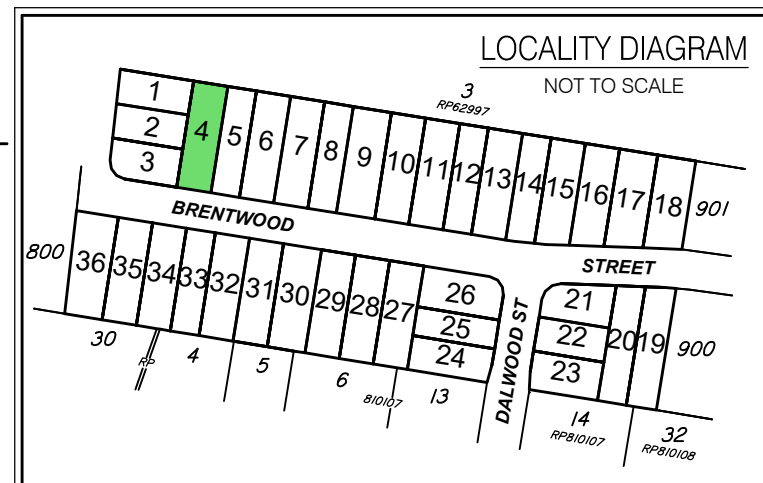 LOCALITY DIAGRAM
NOT TO SCALE
3
RP62997
1
2
3
4 5 6 7 8 9 10 11 12 13 14 15 16 17 18 901
BRENTWOOD STREET
800 36 35 34 33 32 31 30 29 28 27
26
25
24
DALWOOD ST
21
22
23
20 19 900
30 RP 4 5 6 810107 13
14
RP810107
32
RP810108